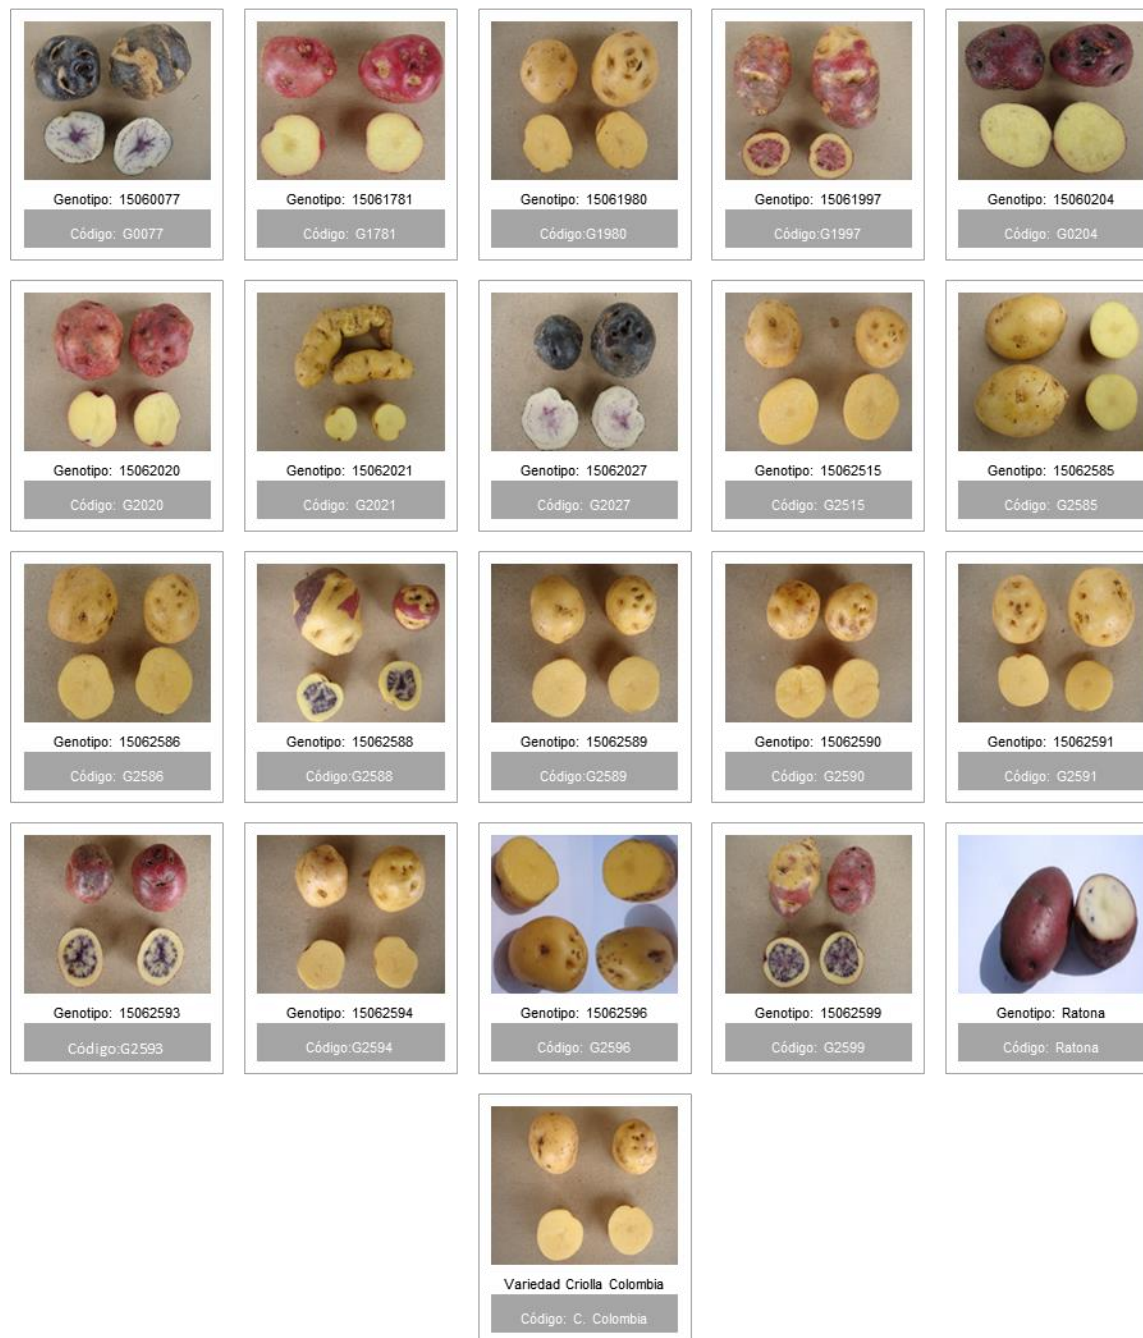 Genotipo: 15060077
Código: G0077
Genotipo: 15061781
Código: G1781
Genotipo: 15061980
Código:G1980
Genotipo: 15061997
Código:G1997
Genotipo: 15060204
Código: G0204
Genotipo: 15062020
Código: G2020
Genotipo: 15062021
Código: G2021
Genotipo: 15062027
Código: G2027
Genotipo: 15062515
Código: G2515
Genotipo: 15062585
Código: G2585
Genotipo: 15062586
Código: G2586
Genotipo: 15062588
Código:G2588
Genotipo: 15062589
Código:G2589
Genotipo: 15062590
Código: G2590
Genotipo: 15062591
Código: G2591
Genotipo: 15062593
Código:G2593
Genotipo: 15062594
Código:G2594
Genotipo: 15062596
Código: G2596
Genotipo: 15062599
Código: G2599
Genotipo: Ratona
Código: Ratona
Variedad Criolla Colombia
Código: C. Colombia